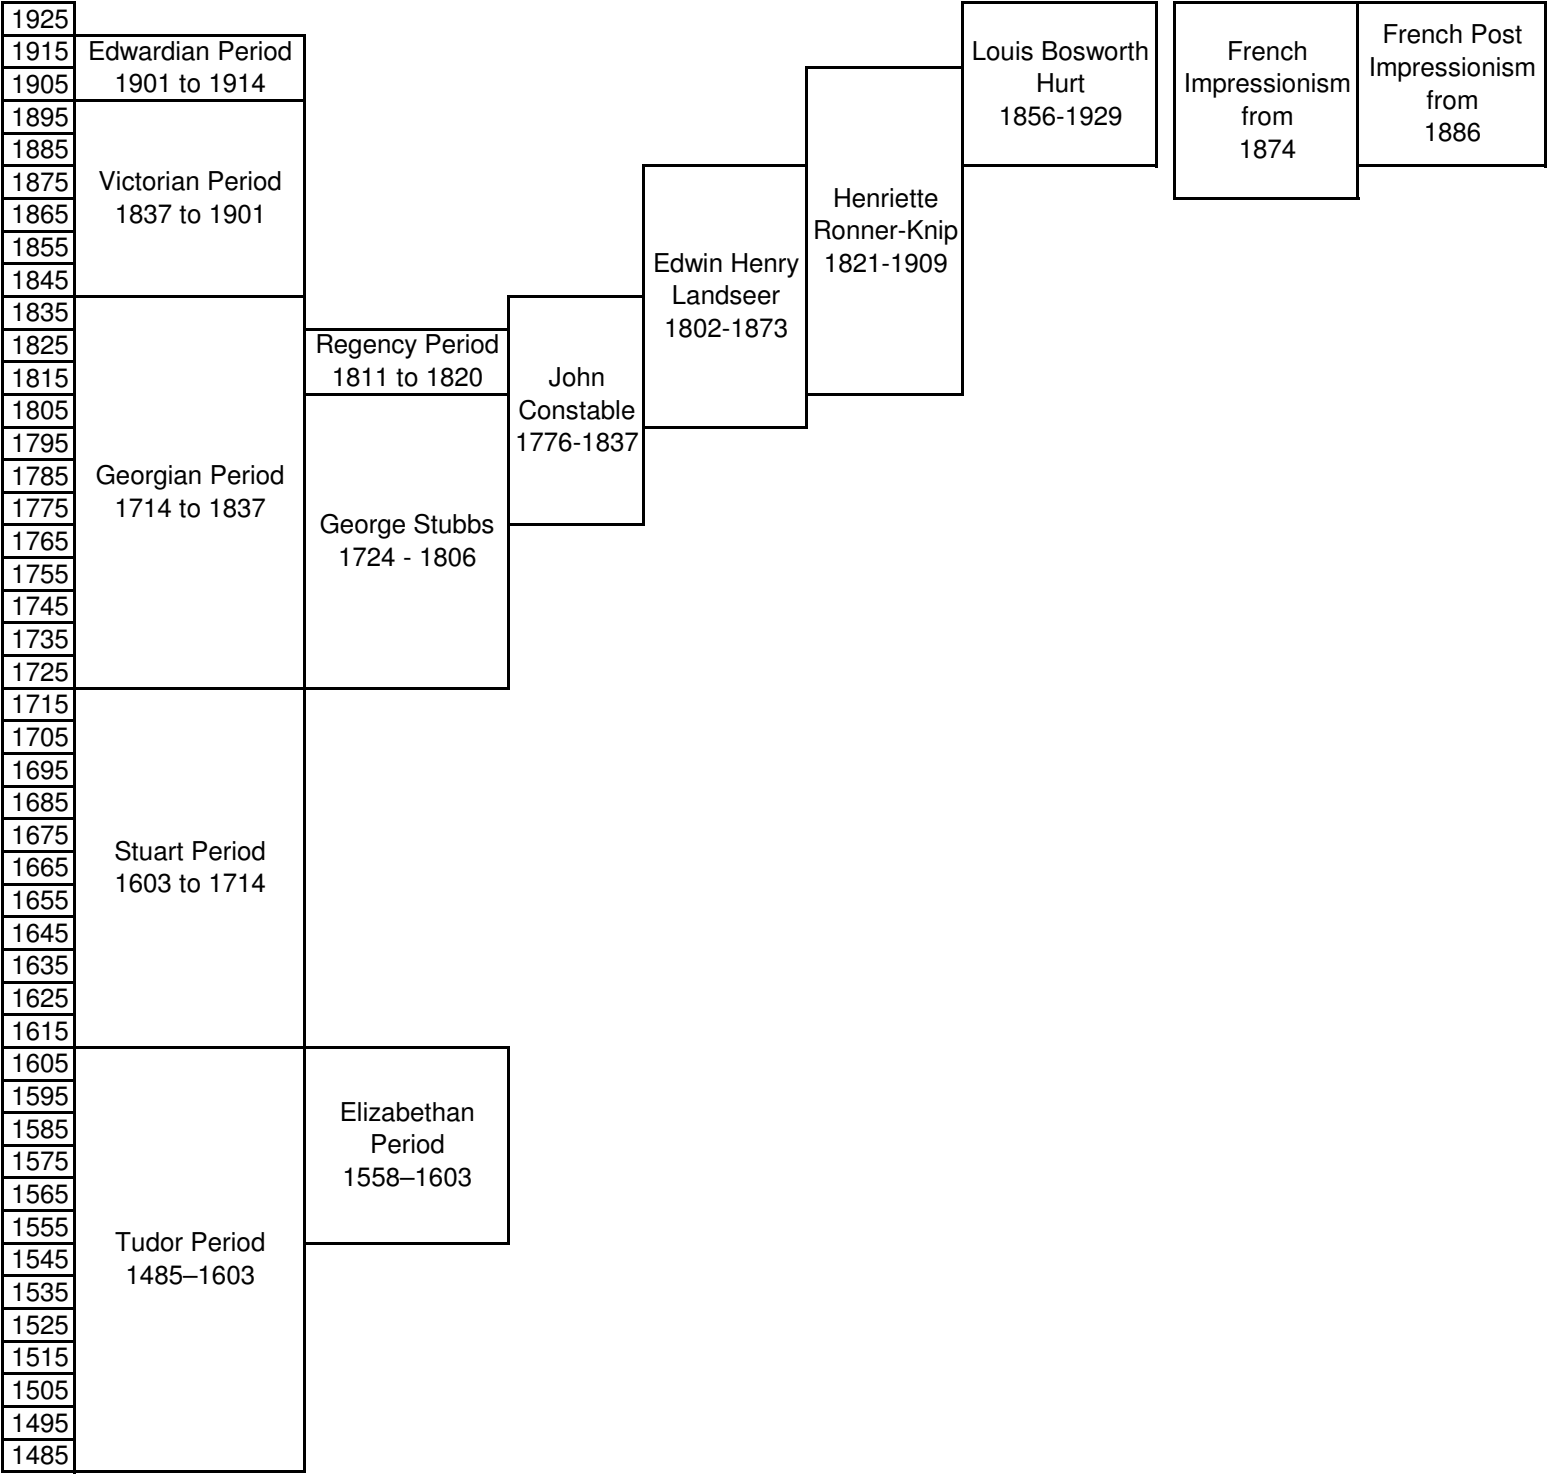 1925
1915
1905
1895
1885
1875
1865
1855
1845
1835
1825
1815
1805
1795
1785
1775
1765
1755
1745
1735
1725
1715
1705
1695
1685
1675
1665
1655
1645
1635
1625
1615
1605
1595
1585
1575
1565
1555
1545
1535
1525
1515
1505
1495
1485
Edwardian Period
1901 to 1914
Victorian Period
1837 to 1901
Georgian Period
1714 to 1837
Stuart Period
1603 to 1714
Tudor Period
1485–1603
Regency Period
1811 to 1820
George Stubbs
1724 - 1806
Elizabethan
Period
1558–1603
John
Constable
1776-1837
Edwin Henry
Landseer
1802-1873
Henriette
Ronner-Knip
1821-1909
Louis Bosworth
Hurt
1856-1929
French
Impressionism
from
1874
French Post
Impressionism
from
1886